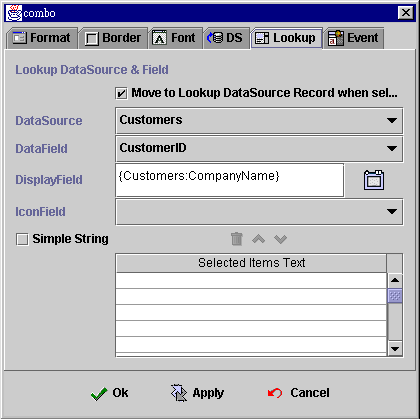 combo
Format Border Font DS Lookup Event
Lookup DataSource & Field
Move to Lookup DataSource Record when sel...
DataSource Customers
DataField CustomerID
DisplayField {Customers:CompanyName}
IconField
Simple String
Selected Items Text
Ok Apply Cancel